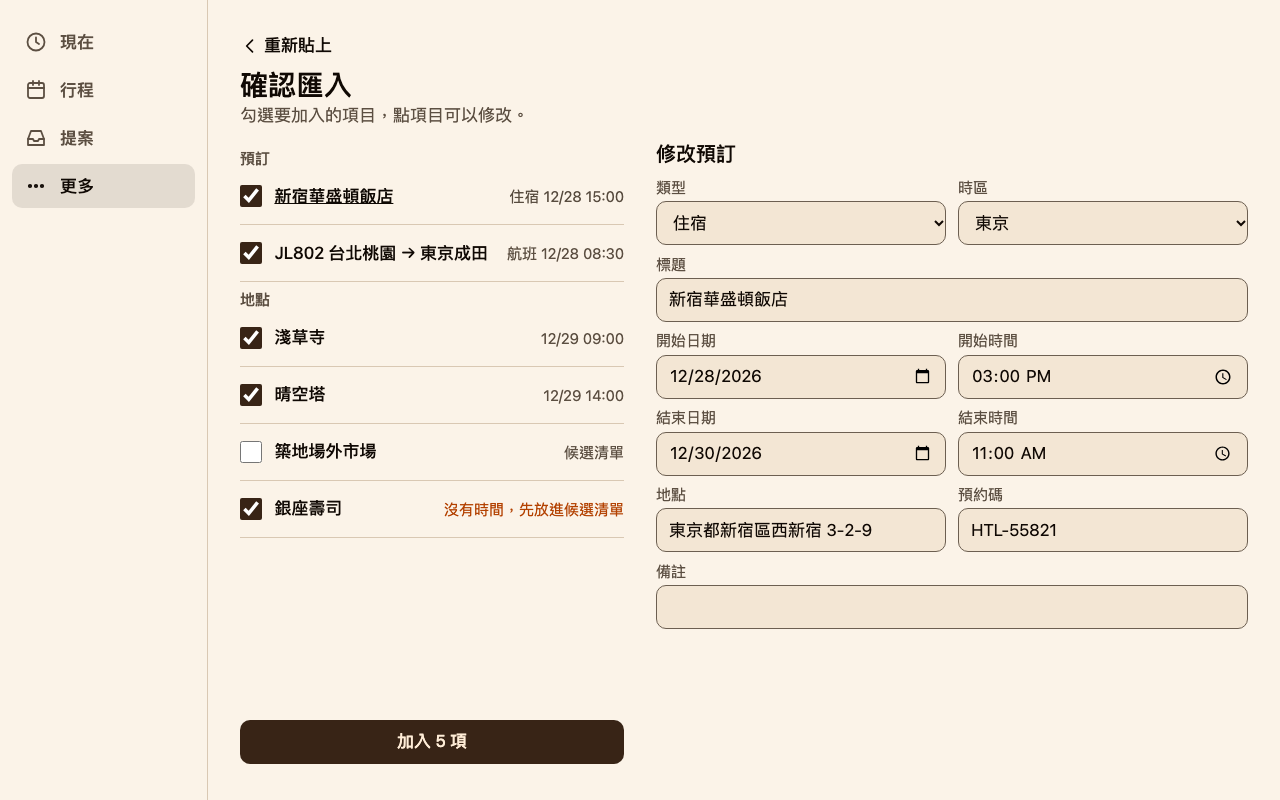 現在
行程
提案
更多
重新貼上
確認匯入
勾選要加入的項目，點項目可以修改。
預訂
新宿華盛頓飯店 住宿 12/28 15:00
JL802 台北桃園 → 東京成田 航班 12/28 08:30
地點
淺草寺 12/29 09:00
晴空塔 12/29 14:00
築地場外市場 候選清單
銀座壽司 沒有時間，先放進候選清單
加入 5 項
修改預訂
類型 時區
住宿 東京
標題
新宿華盛頓飯店
開始日期 開始時間
12/28/2026 03:00 PM
結束日期 結束時間
12/30/2026 11:00 AM
地點 預約碼
東京都新宿區西新宿 3-2-9 HTL-55821
備註